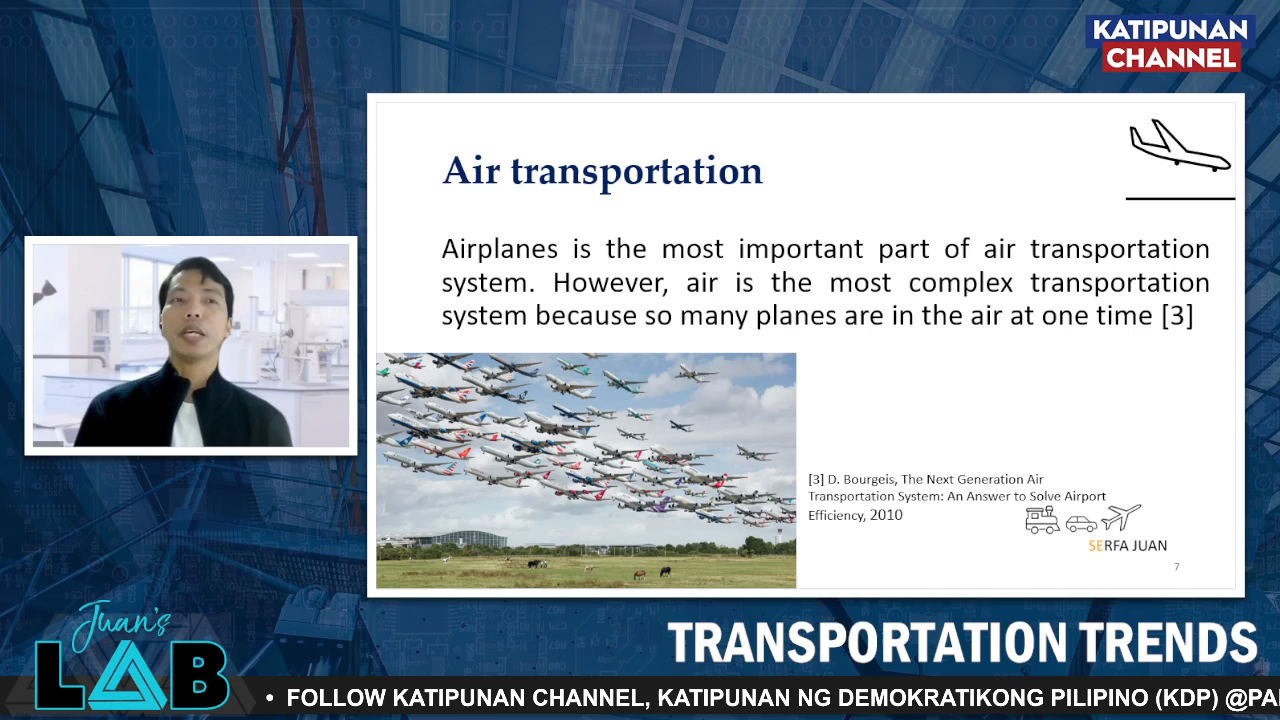 KATIPUNAN
CHANNEL
Air transportation
Airplanes is the most important part of air transportation
system. However, air is the most complex transportation
system because so many planes are in the air at one time [3]
[3] D. Bourgeis, The Next Generation Air
Transportation System: An Answer to Solve Airport
Efficiency, 2010
SERFA JUAN
7
Juan's
LAB
TRANSPORTATION TRENDS
• FOLLOW KATIPUNAN CHANNEL, KATIPUNAN NG DEMOKRATIKONG PILIPINO (KDP) @PA